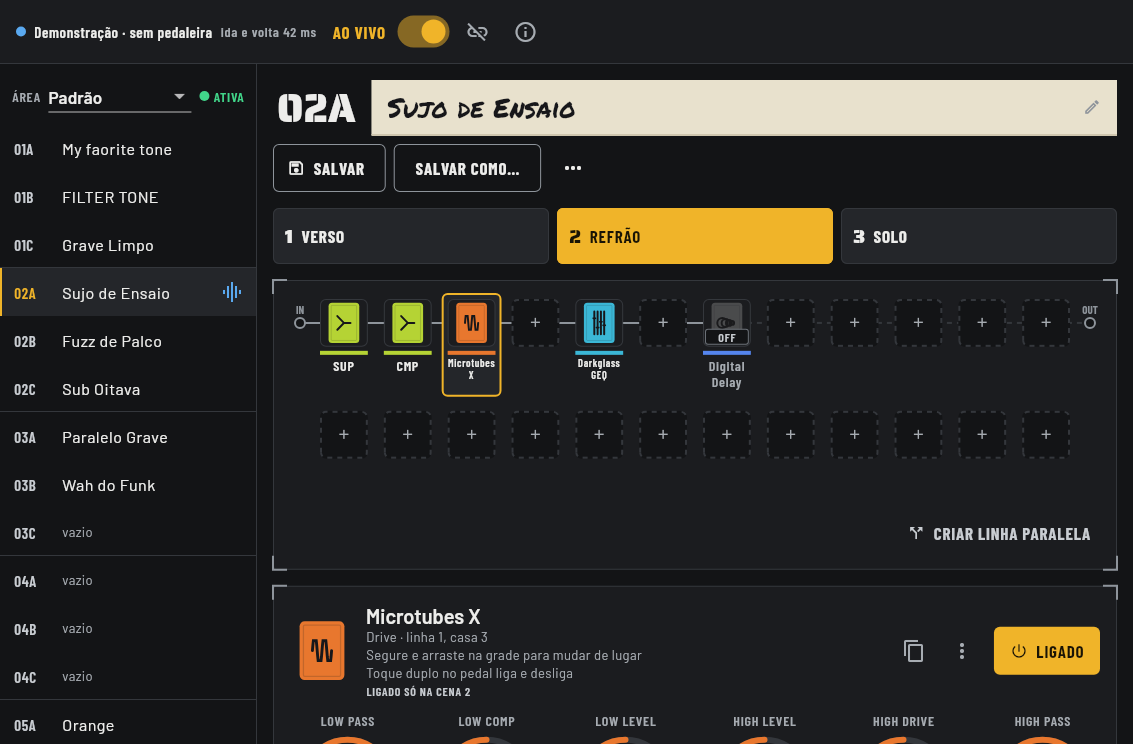 Demonstração · sem pedaleira Ida e volta 42 ms AO VIVO
ÁREA Padrão ATIVA
01A My faorite tone
01B FILTER TONE
01C Grave Limpo
02A Sujo de Ensaio
02B Fuzz de Palco
02C Sub Oitava
03A Paralelo Grave
03B Wah do Funk
03C vazio
04A vazio
04B vazio
04C vazio
05A Orange
02A Sujo de Ensaio
SALVAR SALVAR COMO...
1 VERSO 2 REFRÃO 3 SOLO
IN + + OFF + + + + + OUT
SUP CMP Microtubes X Darkglass GEQ Digital Delay
+ + + + + + + + + + + +
CRIAR LINHA PARALELA
Microtubes X
Drive · linha 1, casa 3
Segure e arraste na grade para mudar de lugar
Toque duplo no pedal liga e desliga
LIGADO SÓ NA CENA 2
LIGADO
LOW PASS LOW COMP LOW LEVEL HIGH LEVEL HIGH DRIVE HIGH PASS